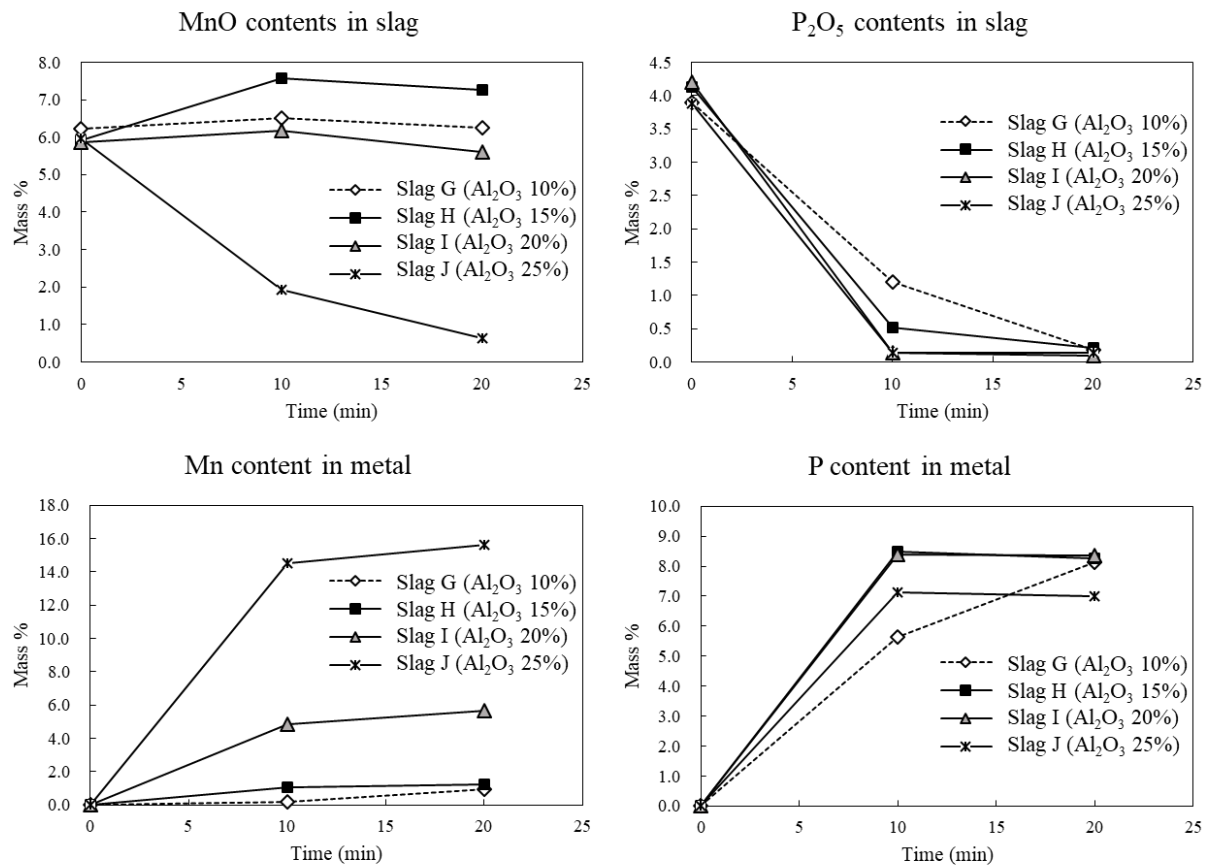 MnO contents in slag
8.0
7.0
6.0
5.0
4.0
3.0
2.0
1.0
0.0
Mass %
0 5 10 15 20 25
Time (min)
Slag G (Al₂O₃ 10%)
Slag H (Al₂O₃ 15%)
Slag I (Al₂O₃ 20%)
Slag J (Al₂O₃ 25%)
P₂O₅ contents in slag
4.5
4.0
3.5
3.0
2.5
2.0
1.5
1.0
0.5
0.0
Mass %
0 5 10 15 20 25
Time (min)
Slag G (Al₂O₃ 10%)
Slag H (Al₂O₃ 15%)
Slag I (Al₂O₃ 20%)
Slag J (Al₂O₃ 25%)
Mn content in metal
18.0
16.0
14.0
12.0
10.0
8.0
6.0
4.0
2.0
0.0
Mass %
0 5 10 15 20 25
Time (min)
Slag G (Al₂O₃ 10%)
Slag H (Al₂O₃ 15%)
Slag I (Al₂O₃ 20%)
Slag J (Al₂O₃ 25%)
P content in metal
10.0
9.0
8.0
7.0
6.0
5.0
4.0
3.0
2.0
1.0
0.0
Mass %
0 5 10 15 20 25
Time (min)
Slag G (Al₂O₃ 10%)
Slag H (Al₂O₃ 15%)
Slag I (Al₂O₃ 20%)
Slag J (Al₂O₃ 25%)